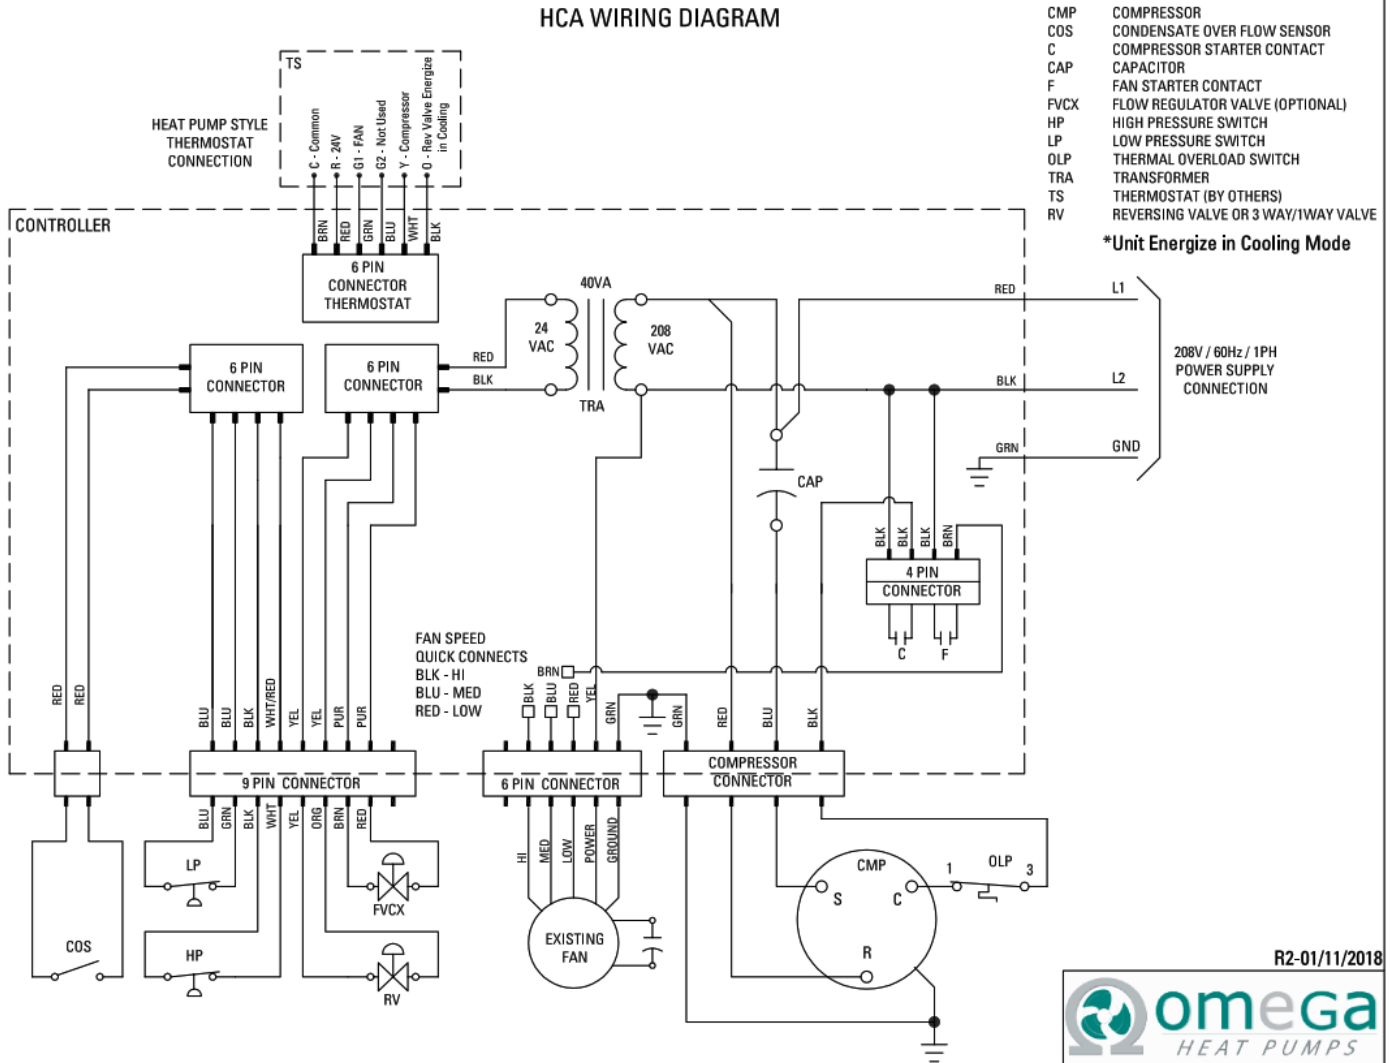 HCA WIRING DIAGRAM
CMP COMPRESSOR
COS CONDENSATE OVER FLOW SENSOR
C COMPRESSOR STARTER CONTACT
CAP CAPACITOR
F FAN STARTER CONTACT
FVCX FLOW REGULATOR VALVE (OPTIONAL)
HP HIGH PRESSURE SWITCH
LP LOW PRESSURE SWITCH
OLP THERMAL OVERLOAD SWITCH
TRA TRANSFORMER
TS THERMOSTAT (BY OTHERS)
RV REVERSING VALVE OR 3 WAY/1WAY VALVE
*Unit Energize in Cooling Mode
TS
HEAT PUMP STYLE
THERMOSTAT
CONNECTION
C - Common
R - 24V
G1 - FAN
G2 - Not Used
Y - Compressor
O - Rev Valve Energize
in Cooling
CONTROLLER
BRN
RED
GRN
BLU
WHT
BLK
6 PIN
CONNECTOR
THERMOSTAT
40VA
24
VAC
208
VAC
TRA
RED
BLK
6 PIN
CONNECTOR
6 PIN
CONNECTOR
RED
L1
BLK
L2
GRN
GND
208V / 60Hz / 1PH
POWER SUPPLY
CONNECTION
CAP
BLK
BLK
BLK
BRN
4 PIN
CONNECTOR
C
F
FAN SPEED
QUICK CONNECTS
BLK - HI
BLU - MED
RED - LOW
BRN
RED
RED
BLU
BLU
BLK
WHT/RED
YEL
YEL
PUR
PUR
BLK
BLU
RED
YEL
GRN
GRN
RED
BLU
BLK
9 PIN CONNECTOR
6 PIN CONNECTOR
COMPRESSOR
CONNECTOR
BLU
GRN
BLK
WHT
YEL
ORG
BRN
RED
HI
MED
LOW
POWER
GROUND
LP
FVCX
HP
RV
COS
EXISTING
FAN
CMP
S
C
R
1
OLP
3
R2-01/11/2018
omega
HEAT PUMPS